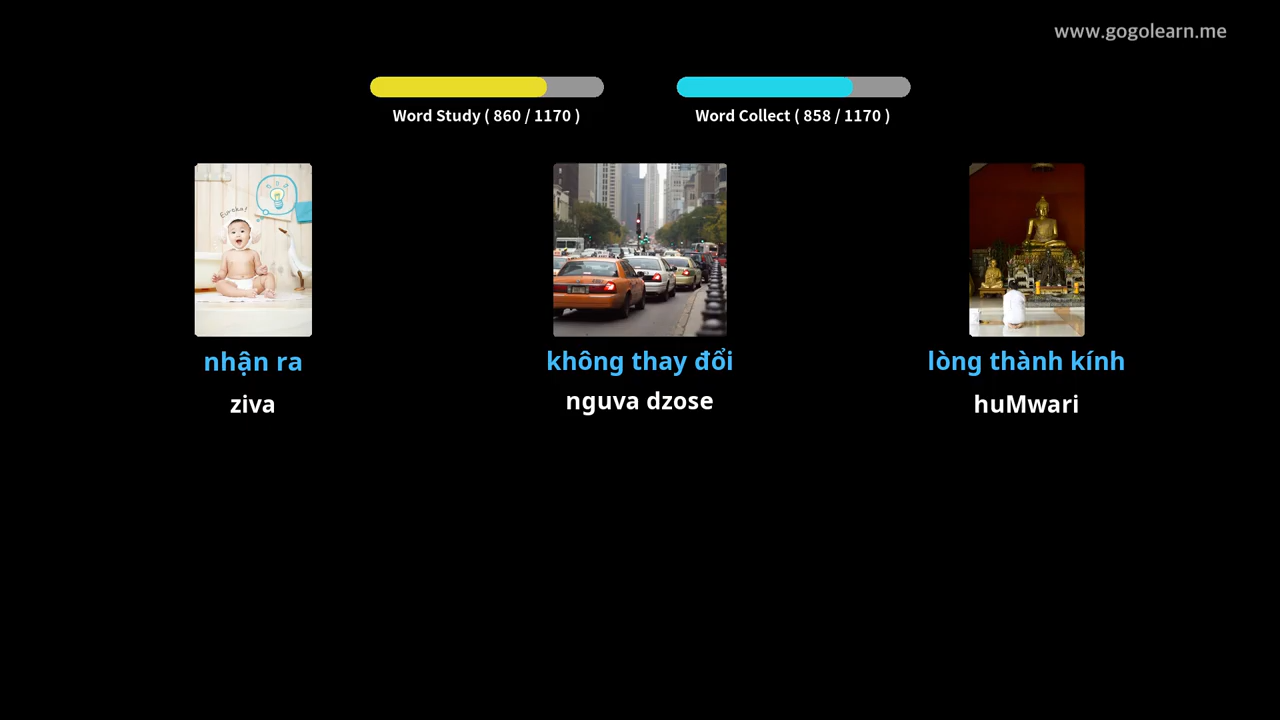 www.gogolearn.me
Word Study ( 860 / 1170 )
Word Collect ( 858 / 1170 )
Eureka!
nhận ra
không thay đổi
lòng thành kính
ziva
nguva dzose
huMwari